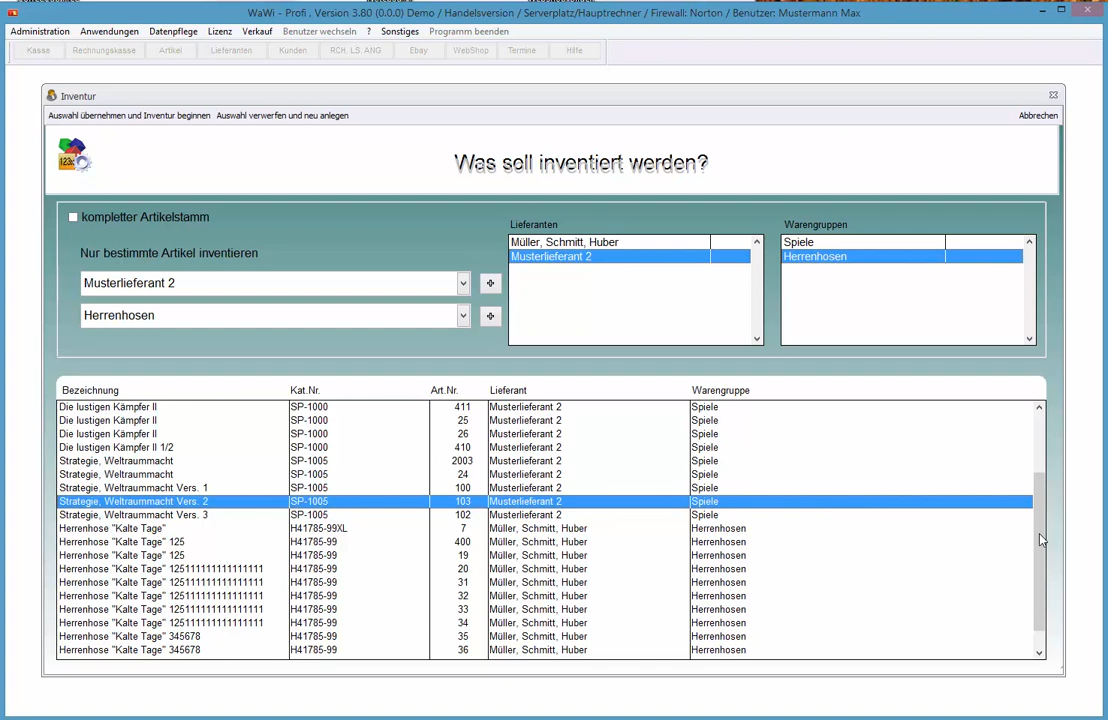 WaWi - Profi , Version 3.80 (0.0.0) Demo / Handelsversion / Serverplatz/Hauptrechner / Firewall: Norton / Benutzer: Mustermann Max
Administration Anwendungen Datenpflege Lizenz Verkauf Benutzer wechseln ? Sonstiges Programm beenden
Kasse Rechnungskasse Artikel Lieferanten Kunden RCH. LS. ANG Ebay WebShop Termine Hilfe
Inventur
Auswahl übernehmen und Inventur beginnen Auswahl verwerfen und neu anlegen Abbrechen
123
Was soll inventiert werden?
kompletter Artikelstamm
Nur bestimmte Artikel inventieren
Musterlieferant 2
Herrenhosen
Lieferanten
Müller, Schmitt, Huber
Musterlieferant 2
Warengruppen
Spiele
Herrenhosen
Bezeichnung Kat.Nr. Art.Nr. Lieferant Warengruppe
Die lustigen Kämpfer II SP-1000 411 Musterlieferant 2 Spiele
Die lustigen Kämpfer II SP-1000 25 Musterlieferant 2 Spiele
Die lustigen Kämpfer II SP-1000 26 Musterlieferant 2 Spiele
Die lustigen Kämpfer II 1/2 SP-1000 410 Musterlieferant 2 Spiele
Strategie, Weltraummacht SP-1005 2003 Musterlieferant 2 Spiele
Strategie, Weltraummacht SP-1005 24 Musterlieferant 2 Spiele
Strategie, Weltraummacht Vers. 1 SP-1005 100 Musterlieferant 2 Spiele
Strategie, Weltraummacht Vers. 2 SP-1005 103 Musterlieferant 2 Spiele
Strategie, Weltraummacht Vers. 3 SP-1005 102 Musterlieferant 2 Spiele
Herrenhose "Kalte Tage" H41785-99XL 7 Müller, Schmitt, Huber Herrenhosen
Herrenhose "Kalte Tage" 125 H41785-99 400 Müller, Schmitt, Huber Herrenhosen
Herrenhose "Kalte Tage" 125 H41785-99 19 Müller, Schmitt, Huber Herrenhosen
Herrenhose "Kalte Tage" 125111111111111111 H41785-99 20 Müller, Schmitt, Huber Herrenhosen
Herrenhose "Kalte Tage" 125111111111111111 H41785-99 31 Müller, Schmitt, Huber Herrenhosen
Herrenhose "Kalte Tage" 125111111111111111 H41785-99 32 Müller, Schmitt, Huber Herrenhosen
Herrenhose "Kalte Tage" 125111111111111111 H41785-99 33 Müller, Schmitt, Huber Herrenhosen
Herrenhose "Kalte Tage" 125111111111111111 H41785-99 34 Müller, Schmitt, Huber Herrenhosen
Herrenhose "Kalte Tage" 345678 H41785-99 35 Müller, Schmitt, Huber Herrenhosen
Herrenhose "Kalte Tage" 345678 H41785-99 36 Müller, Schmitt, Huber Herrenhosen